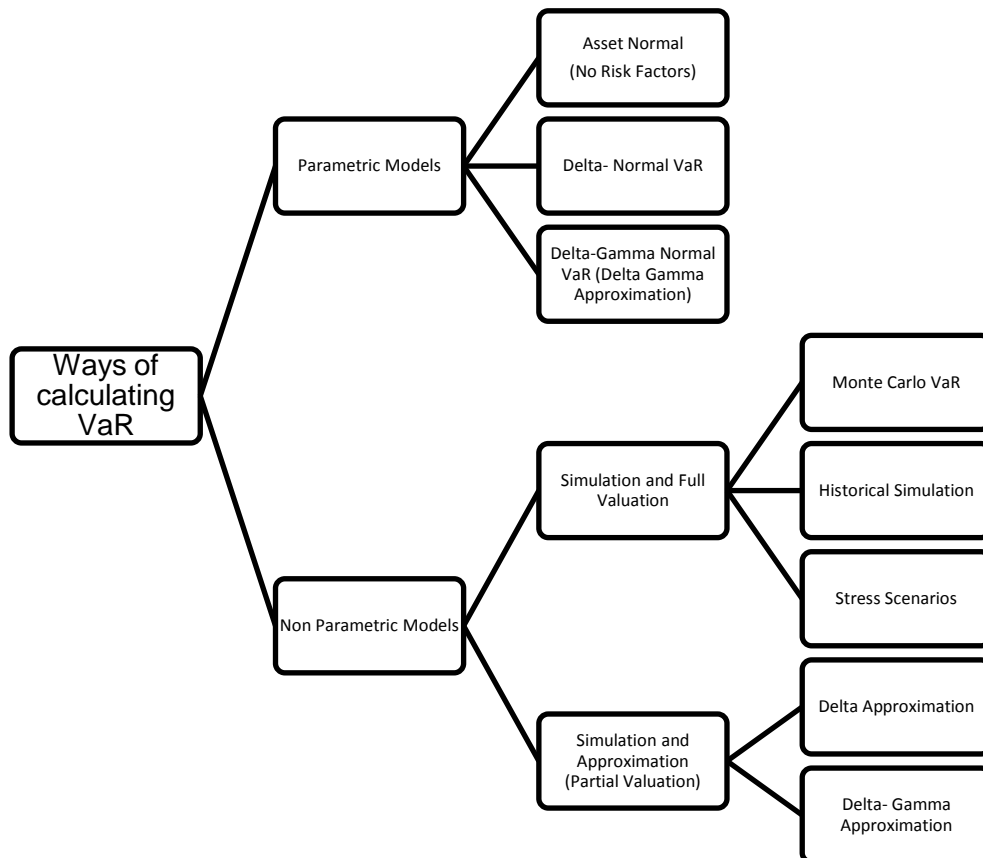 Asset Normal
(No Risk Factors)
Parametric Models
Delta- Normal VaR
Delta-Gamma Normal
VaR (Delta Gamma
Approximation)
Ways of
calculating
VaR
Monte Carlo VaR
Simulation and Full
Valuation
Historical Simulation
Stress Scenarios
Non Parametric Models
Delta Approximation
Simulation and
Approximation
(Partial Valuation)
Delta- Gamma
Approximation